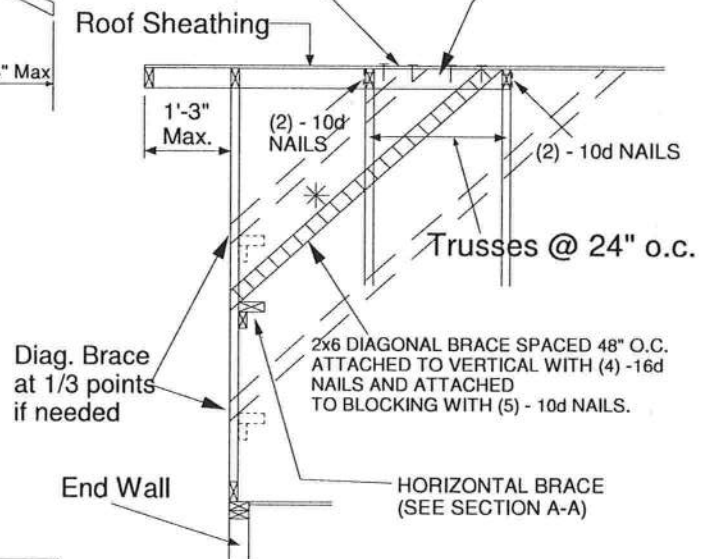 Roof Sheathing
" Max
1'-3"
Max.
(2) - 10d
NAILS
(2) - 10d NAILS
Trusses @ 24" o.c.
2x6 DIAGONAL BRACE SPACED 48" O.C.
ATTACHED TO VERTICAL WITH (4) -16d
NAILS AND ATTACHED
TO BLOCKING WITH (5) - 10d NAILS.
Diag. Brace
at 1/3 points
if needed
End Wall
HORIZONTAL BRACE
(SEE SECTION A-A)